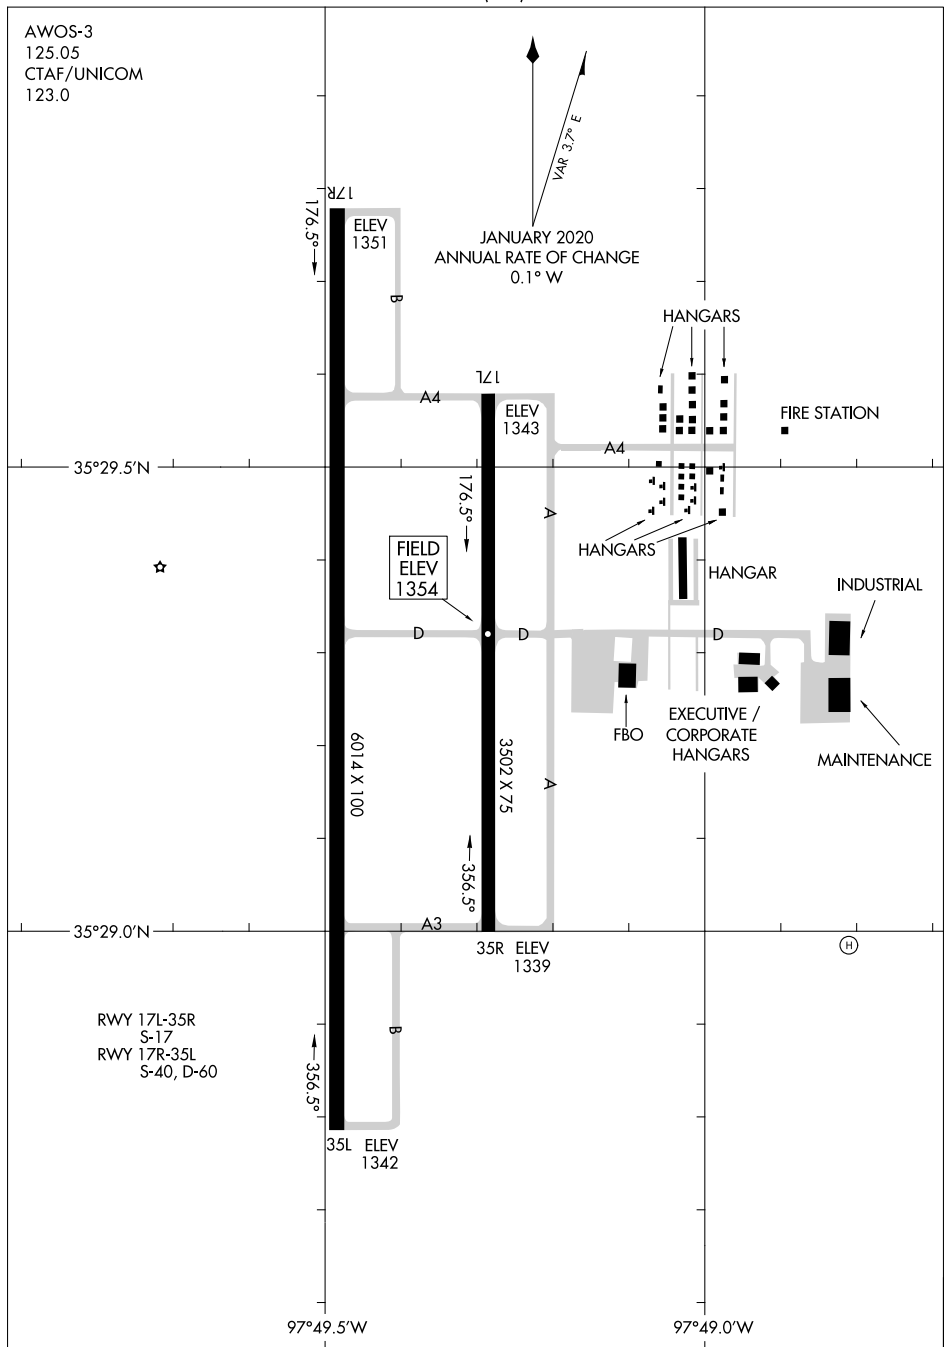 AWOS-3
125.05
CTAF/UNICOM
123.0
VAR 3.7° E
JANUARY 2020
ANNUAL RATE OF CHANGE
0.1° W
17R
176.5°
ELEV
1351
B
HANGARS
17L
A4
ELEV
1343
FIRE STATION
A4
35°29.5'N
176.5°
A
FIELD
ELEV
1354
HANGARS
HANGAR
INDUSTRIAL
D
D
D
FBO
EXECUTIVE /
CORPORATE
HANGARS
MAINTENANCE
6014 X 100
3502 X 75
A
356.5°
A3
35°29.0'N
35R
ELEV
1339
H
RWY 17L-35R
S-17
RWY 17R-35L
S-40, D-60
B
356.5°
35L
ELEV
1342
97°49.5'W
97°49.0'W